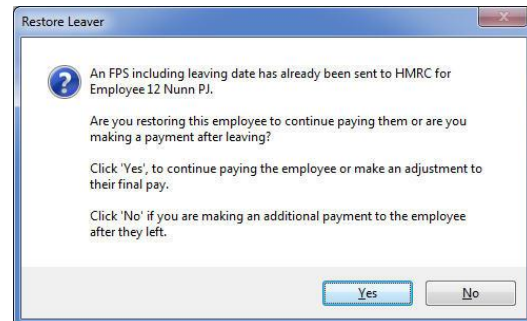 Restore Leaver
An FPS including leaving date has already been sent to HMRC for
Employee 12 Nunn PJ.
Are you restoring this employee to continue paying them or are you
making a payment after leaving?
Click 'Yes', to continue paying the employee or make an adjustment to
their final pay.
Click 'No' if you are making an additional payment to the employee
after they left.
Yes
No